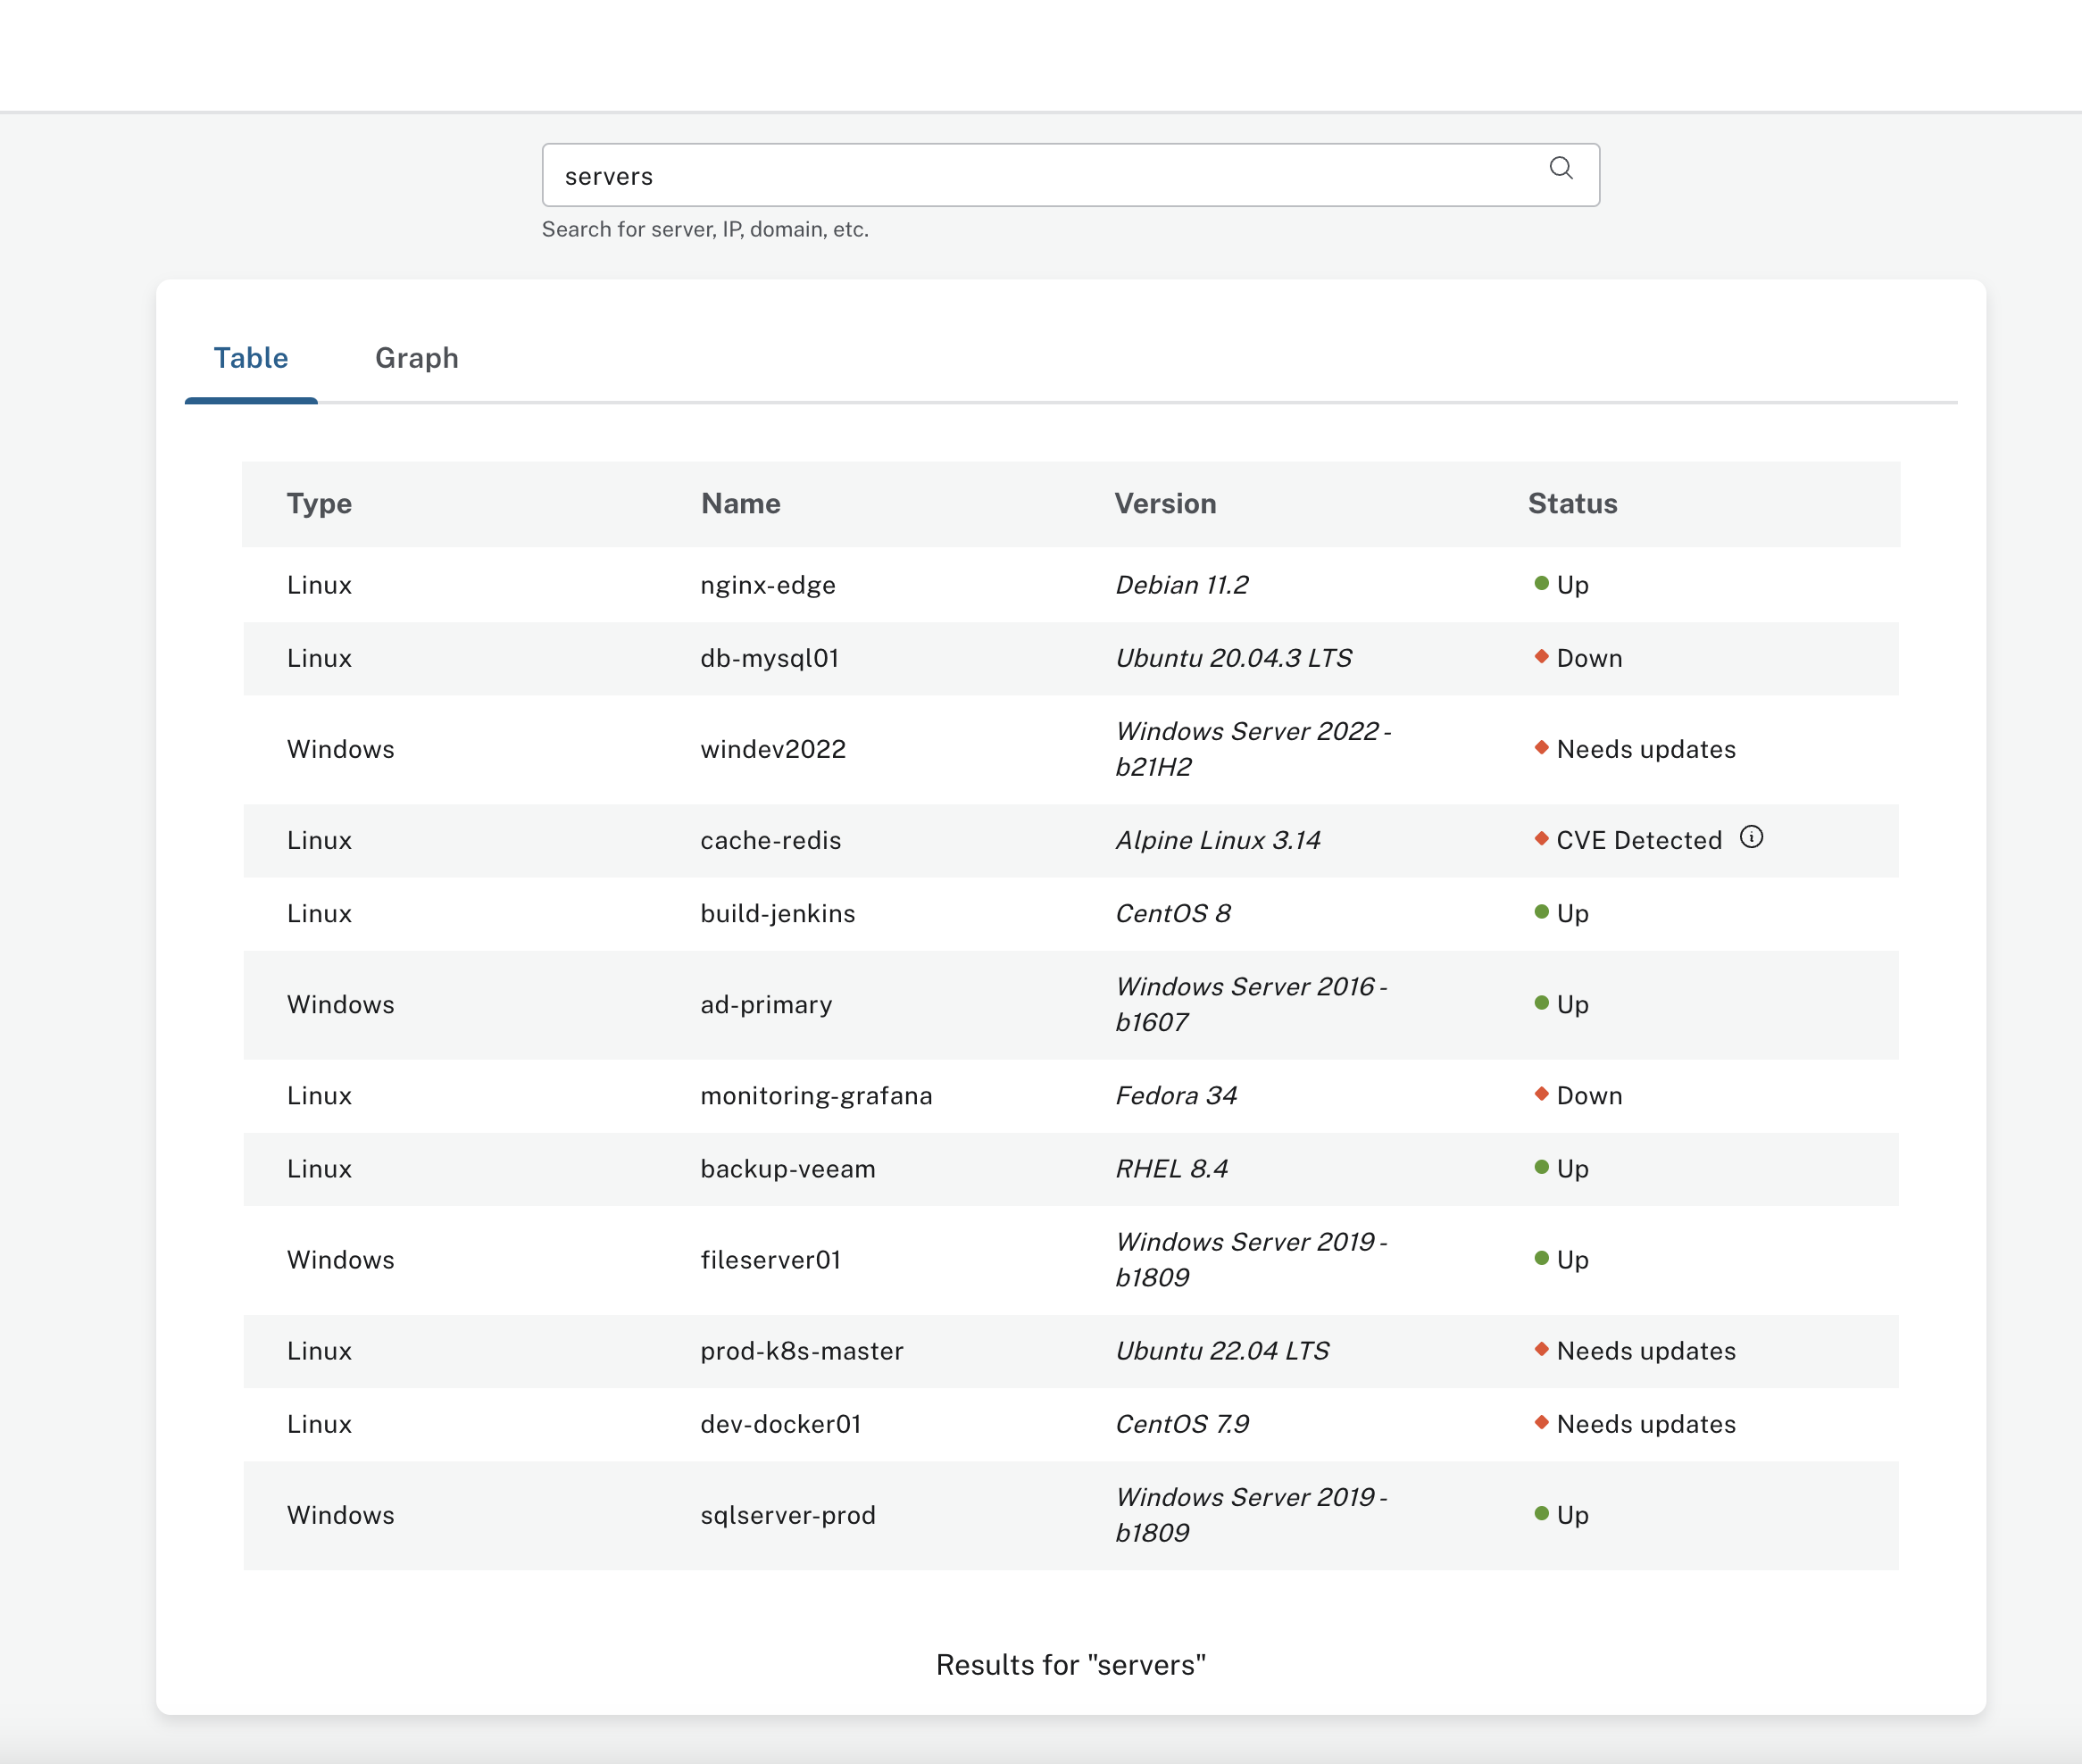 servers
Search for server, IP, domain, etc.
Table Graph
Type Name Version Status
Linux nginx-edge Debian 11.2 Up
Linux db-mysql01 Ubuntu 20.04.3 LTS Down
Windows windev2022 Windows Server 2022 -
b21H2 Needs updates
Linux cache-redis Alpine Linux 3.14 CVE Detected
Linux build-jenkins CentOS 8 Up
Windows ad-primary Windows Server 2016 -
b1607 Up
Linux monitoring-grafana Fedora 34 Down
Linux backup-veeam RHEL 8.4 Up
Windows fileserver01 Windows Server 2019 -
b1809 Up
Linux prod-k8s-master Ubuntu 22.04 LTS Needs updates
Linux dev-docker01 CentOS 7.9 Needs updates
Windows sqlserver-prod Windows Server 2019 -
b1809 Up
Results for "servers"